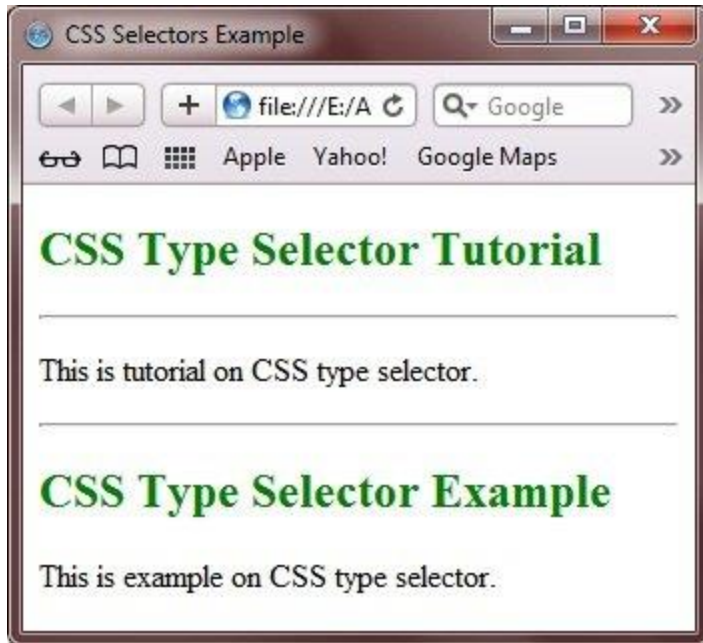 CSS Selectors Example
file:///E:/A
Google
Apple Yahoo! Google Maps
CSS Type Selector Tutorial
This is tutorial on CSS type selector.
CSS Type Selector Example
This is example on CSS type selector.